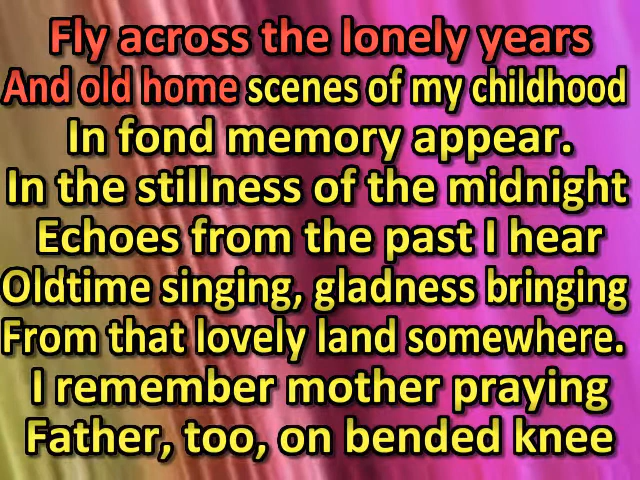 Fly across the lonely years
And old home scenes of my childhood
In fond memory appear.
In the stillness of the midnight
Echoes from the past I hear
Oldtime singing, gladness bringing
From that lovely land somewhere.
I remember mother praying
Father, too, on bended knee